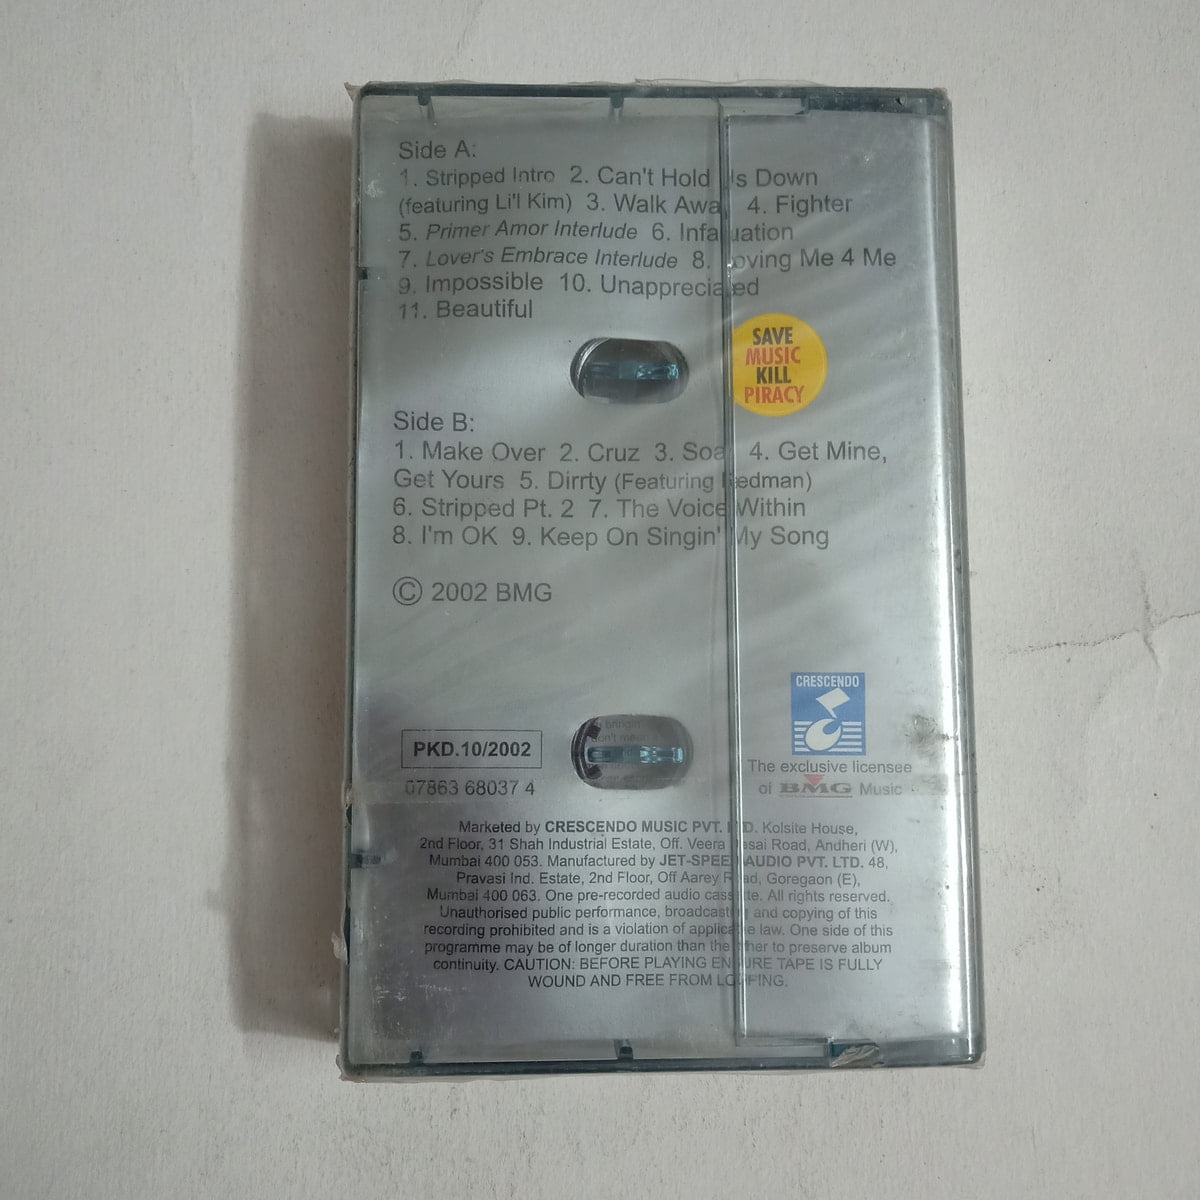 Side A:
1. Stripped Intro 2. Can't Hold Us Down
(featuring Li'l Kim) 3. Walk Away 4. Fighter
5. Primer Amor Interlude 6. Infatuation
7. Lover's Embrace Interlude 8. Loving Me 4 Me
9. Impossible 10. Unappreciated
11. Beautiful
SAVE
MUSIC
KILL
PIRACY
Side B:
1. Make Over 2. Cruz 3. Soar 4. Get Mine,
Get Yours 5. Dirrty (Featuring Redman)
6. Stripped Pt. 2 7. The Voice Within
8. I'm OK 9. Keep On Singin' My Song
© 2002 BMG
CRESCENDO
The exclusive licensee
of BMG Music
bringin
don't mean
PKD.10/2002
07863 68037 4
Marketed by CRESCENDO MUSIC PVT. LTD. Kolsite House,
2nd Floor, 31 Shah Industrial Estate, Off. Veera Desai Road, Andheri (W),
Mumbai 400 053. Manufactured by JET-SPEED AUDIO PVT. LTD. 48,
Pravasi Ind. Estate, 2nd Floor, Off Aarey Road, Goregaon (E),
Mumbai 400 063. One pre-recorded audio cassette. All rights reserved.
Unauthorised public performance, broadcasting and copying of this
recording prohibited and is a violation of applicable law. One side of this
programme may be of longer duration than the other to preserve album
continuity. CAUTION: BEFORE PLAYING ENSURE TAPE IS FULLY
WOUND AND FREE FROM LOOPING.